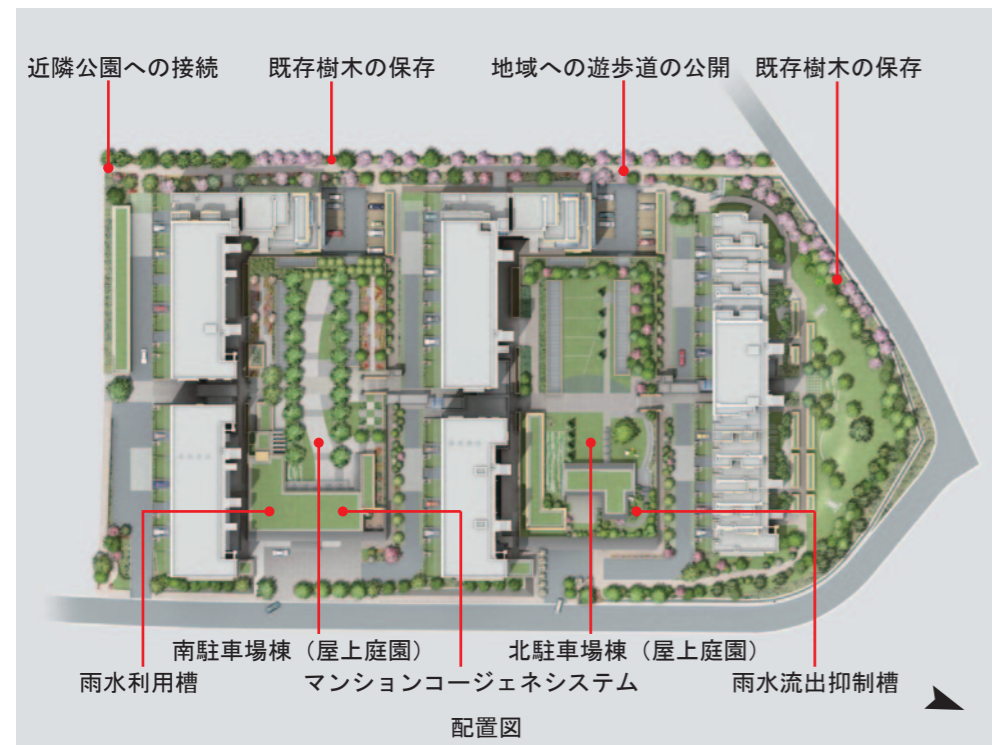 近隣公園への接続
既存樹木の保存
地域への遊歩道の公開
既存樹木の保存
南駐車場棟（屋上庭園）
北駐車場棟（屋上庭園）
雨水利用槽
マンションコージェネシステム
雨水流出抑制槽
配置図